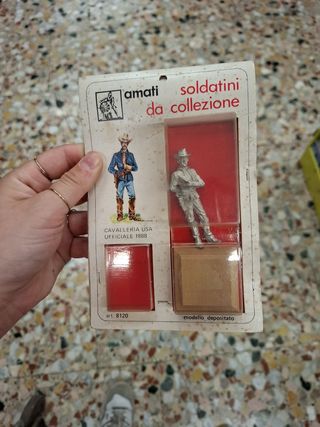 amati
soldatini
da collezione
CAVALLERIA USA
UFFICIALE 1888
art. 8120
modello depositato